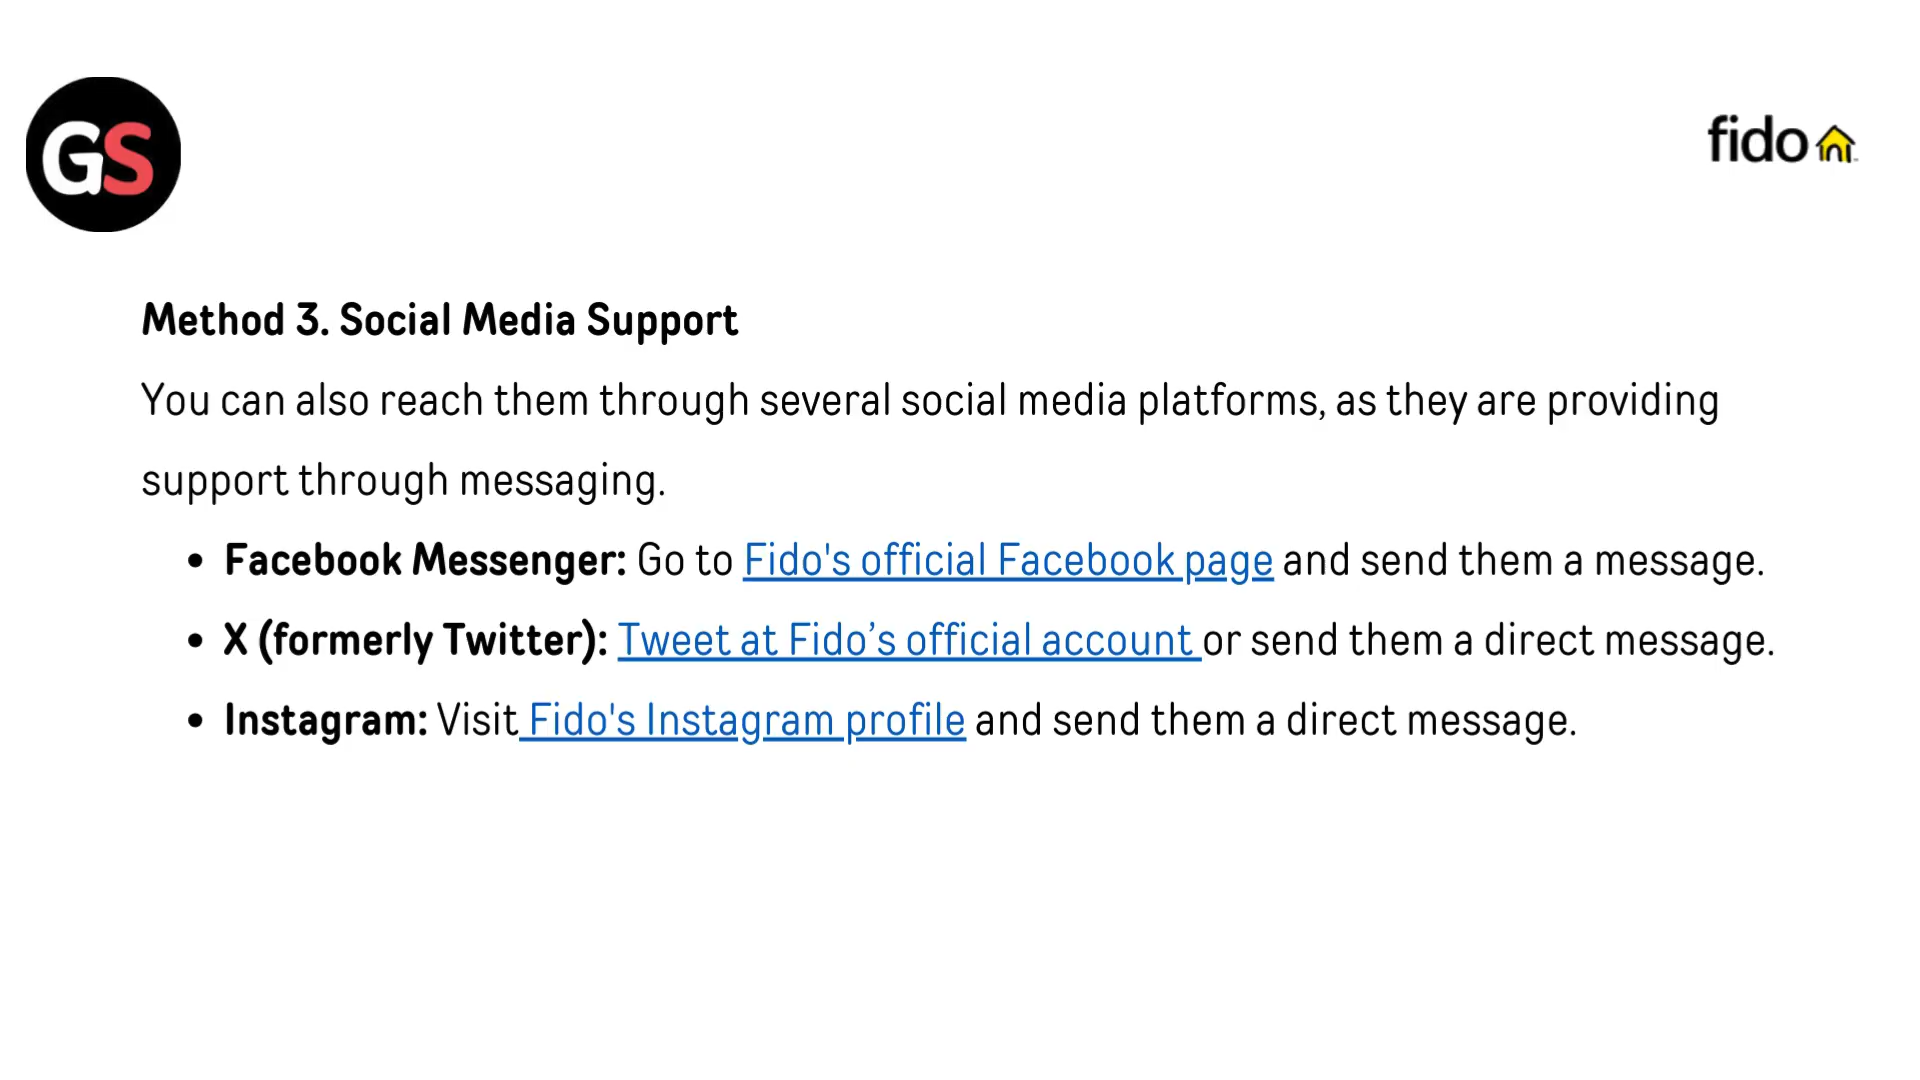 GS
fido
Method 3. Social Media Support
You can also reach them through several social media platforms, as they are providing
support through messaging.
• Facebook Messenger: Go to Fido's official Facebook page and send them a message.
• X (formerly Twitter): Tweet at Fido’s official account or send them a direct message.
• Instagram: Visit Fido's Instagram profile and send them a direct message.